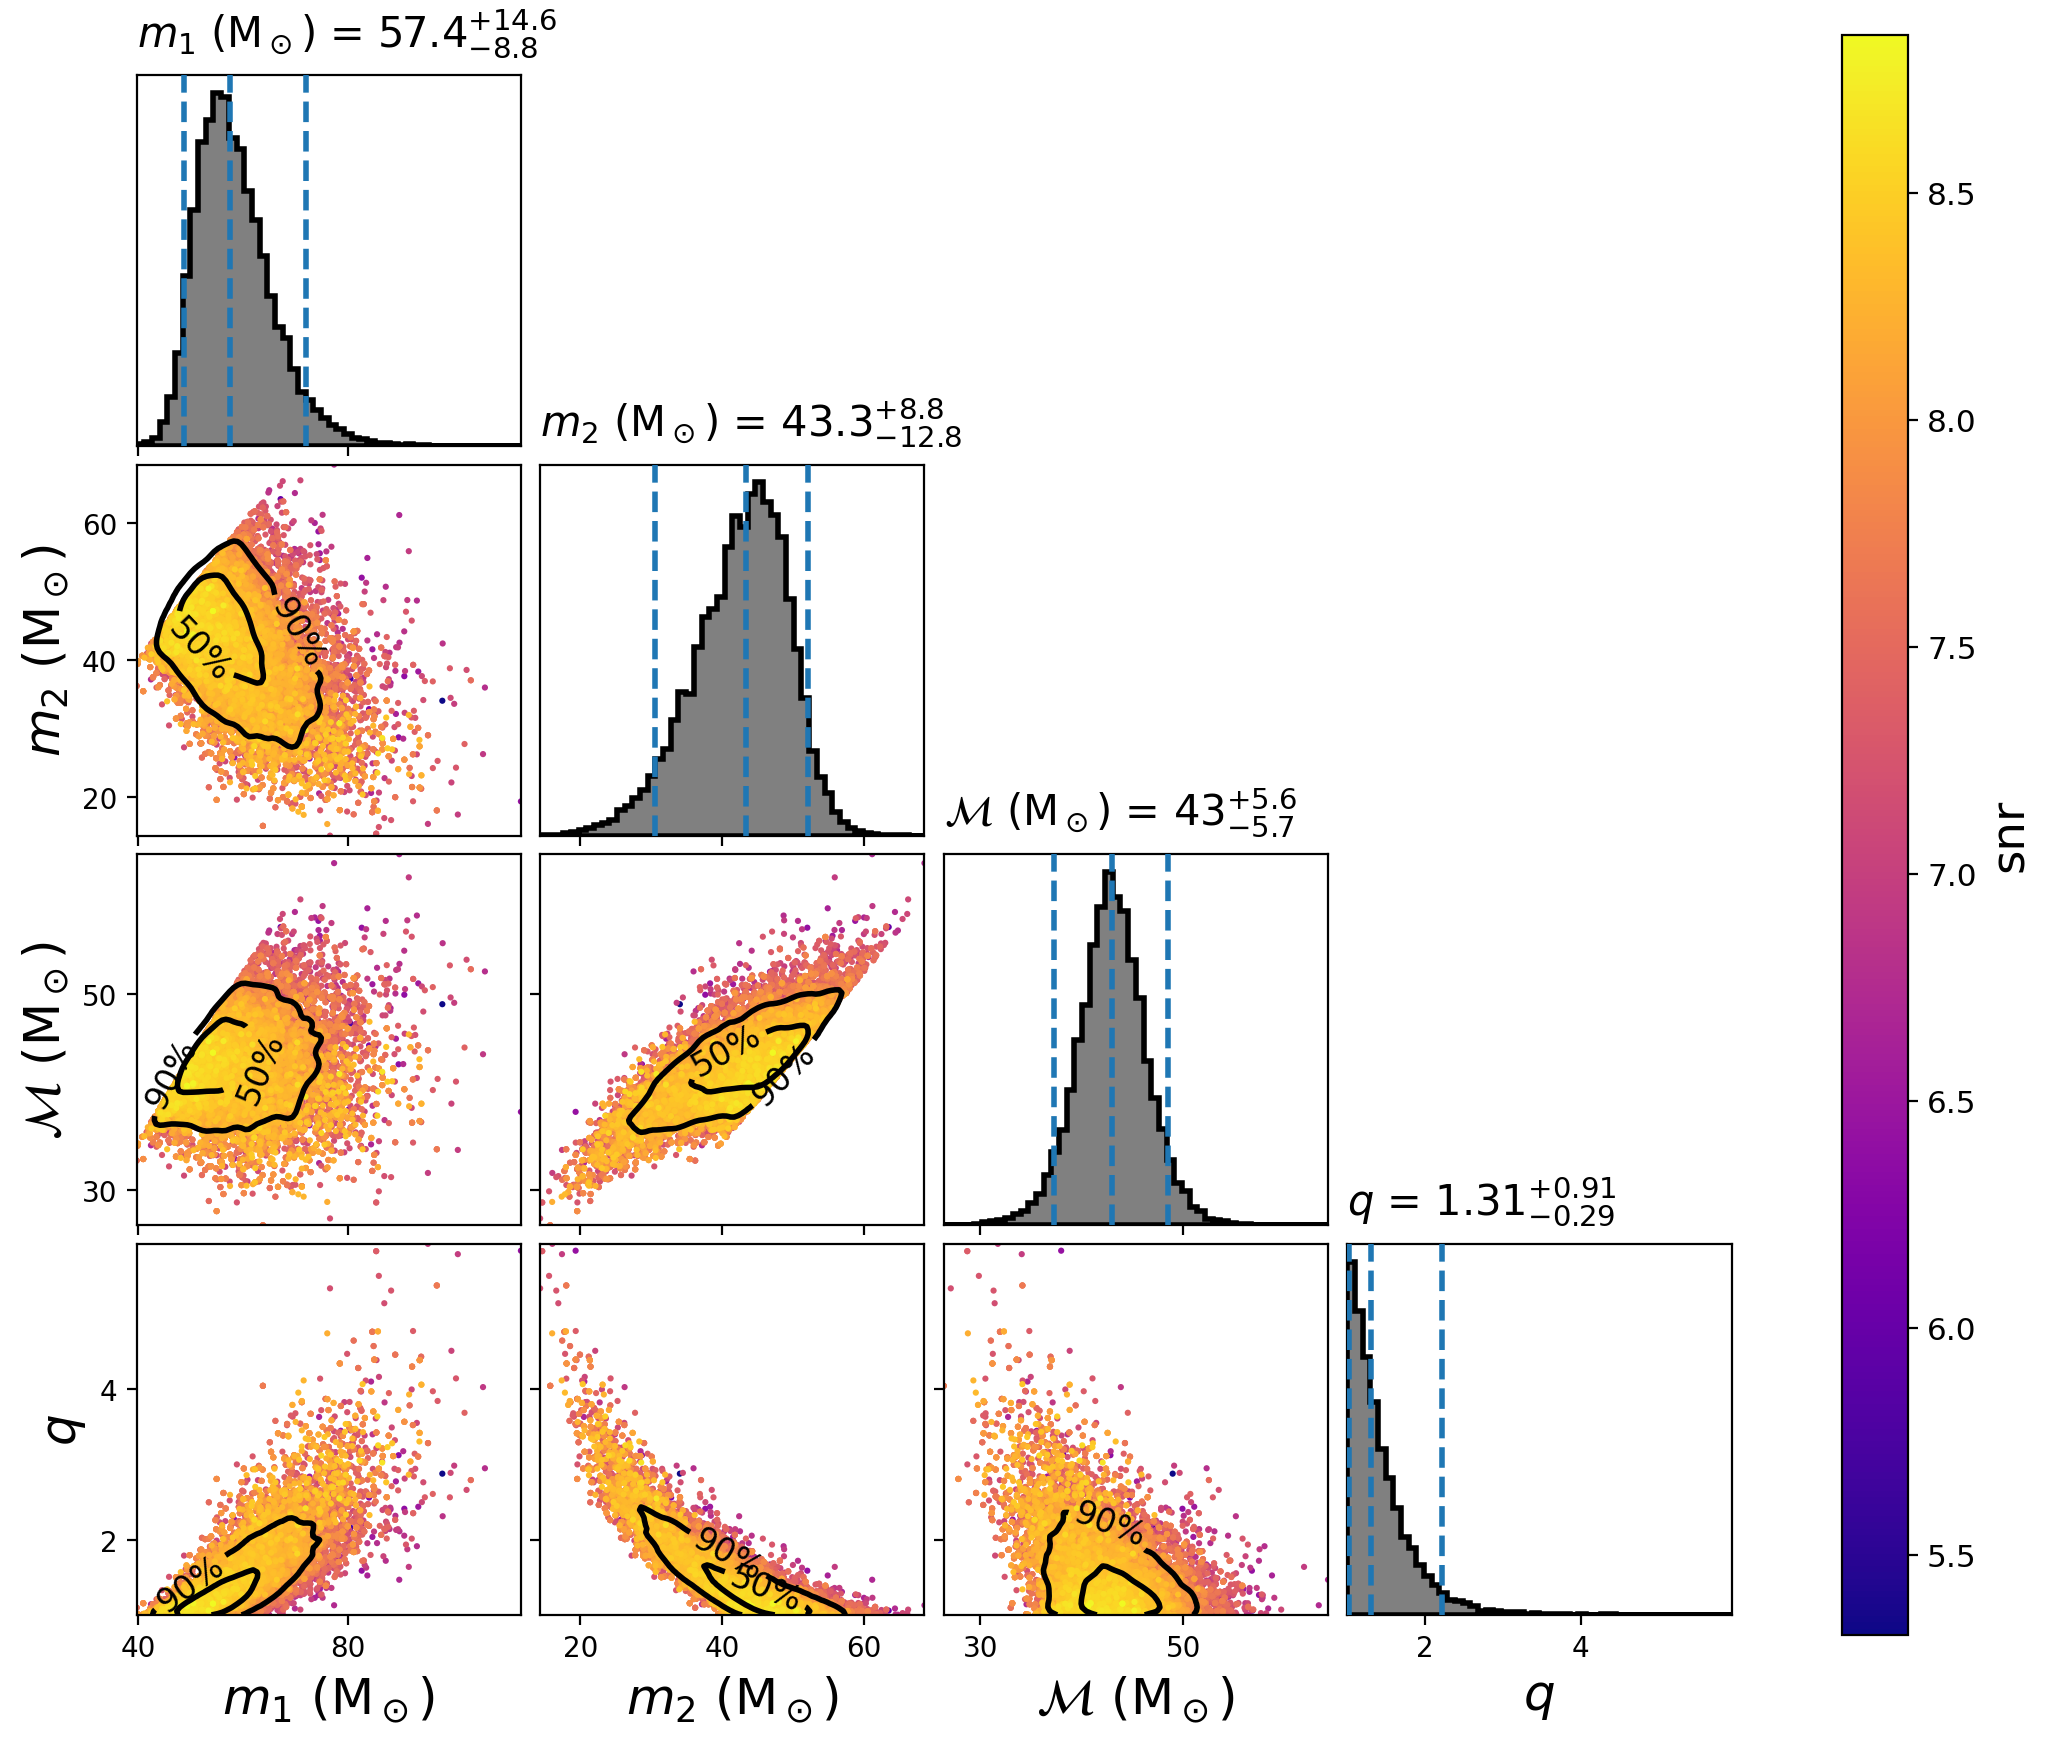 m₁ (M⊙) = 57.4⁺¹⁴·⁶₋₈.₈
m₂ (M⊙) = 43.3⁺⁸·⁸₋₁₂.₈
ℳ (M⊙) = 43⁺⁵·⁶₋₅.₇
q = 1.31⁺⁰·⁹¹₋₀.₂₉
m₂ (M⊙)
60
40
20
50%
90%
ℳ (M⊙)
50
30
90%
50%
50%
90%
q
4
2
90%
90%
50%
90%
40
80
20
40
60
30
50
2
4
m₁ (M⊙)
m₂ (M⊙)
ℳ (M⊙)
q
8.5
8.0
7.5
7.0
6.5
6.0
5.5
snr